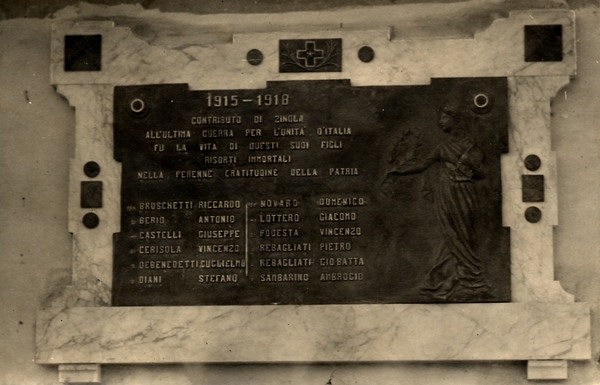 1915-1918
CONTRIBUTO DI ZINOLA
ALL'ULTIMA GUERRA PER L'UNITÀ D'ITALIA
FU LA VITA DI QUESTI SUOI FIGLI
RISORTI IMMORTALI
NELLA PERENNE GRATITUDINE DELLA PATRIA
BRUSCHETTI RICCARDO
BERIO ANTONIO
CASTELLI GIUSEPPE
CERISOLA VINCENZO
DEBENEDETTI GUGLIELMO
DIANI STEFANO
NOVARO DOMENICO
LOTTERO GIACOMO
PODESTA VINCENZO
REBAGLIATI PIETRO
REBAGLIATI GIO BATTA
SAMBARINO AMBROGIO